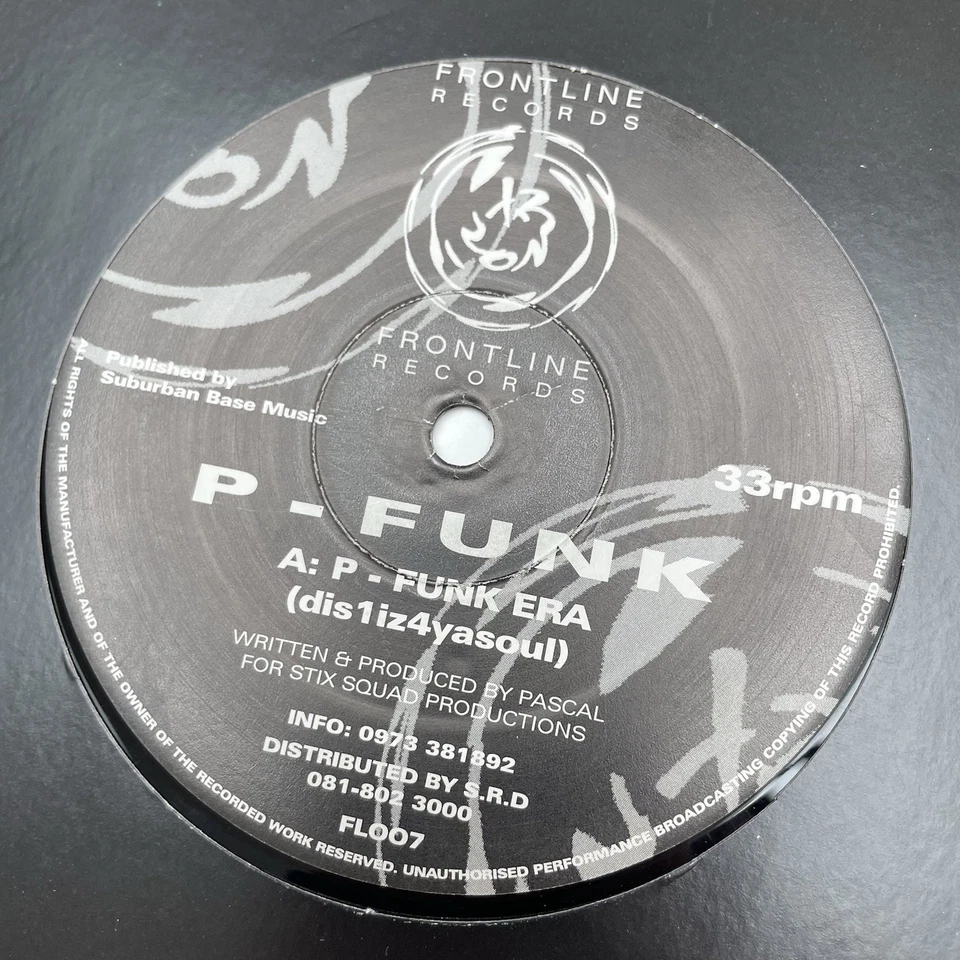 FRONTLINE
RECORDS
ON
FRONTLINE
RECORDS
Published by
Suburban Base Music
33rpm
P - FUNK
A: P - FUNK ERA
(dis1iz4yasoul)
WRITTEN & PRODUCED BY PASCAL
FOR STIX SQUAD PRODUCTIONS
INFO: 0973 381892
DISTRIBUTED BY S.R.D
081-802 3000
FL007
ALL RIGHTS OF THE MANUFACTURER AND OF THE OWNER OF THE RECORDED WORK RESERVED. UNAUTHORISED PERFORMANCE BROADCASTING COPYING OF THIS RECORD PROHIBITED.